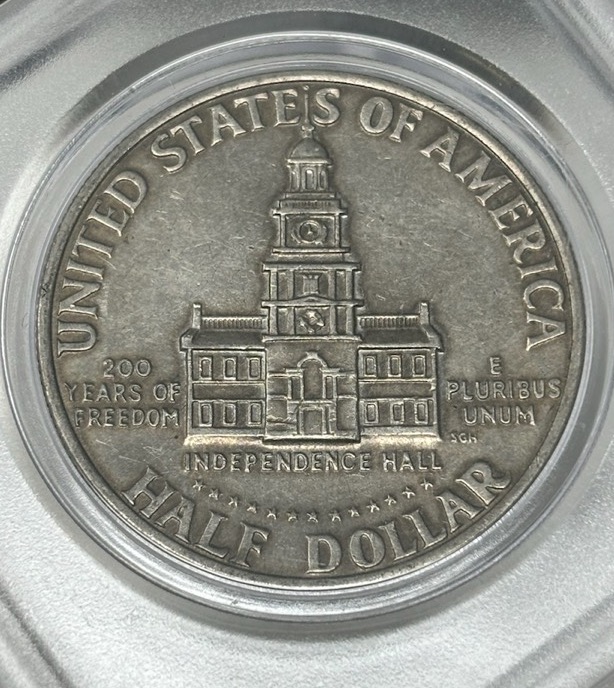 UNITED STATES OF AMERICA
200
YEARS OF
FREEDOM
E
PLURIBUS
UNUM
SGH
INDEPENDENCE HALL
HALF DOLLAR